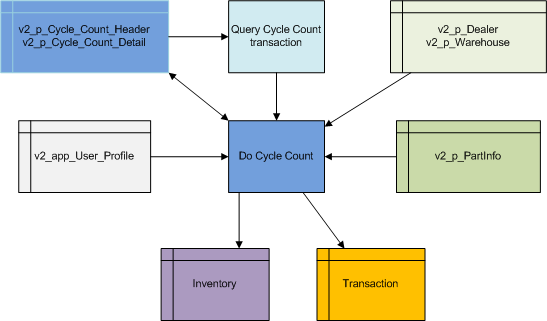 v2_p_Cycle_Count_Header
v2_p_Cycle_Count_Detail
Query Cycle Count
transaction
v2_p_Dealer
v2_p_Warehouse
v2_app_User_Profile
Do Cycle Count
v2_p_PartInfo
Inventory
Transaction